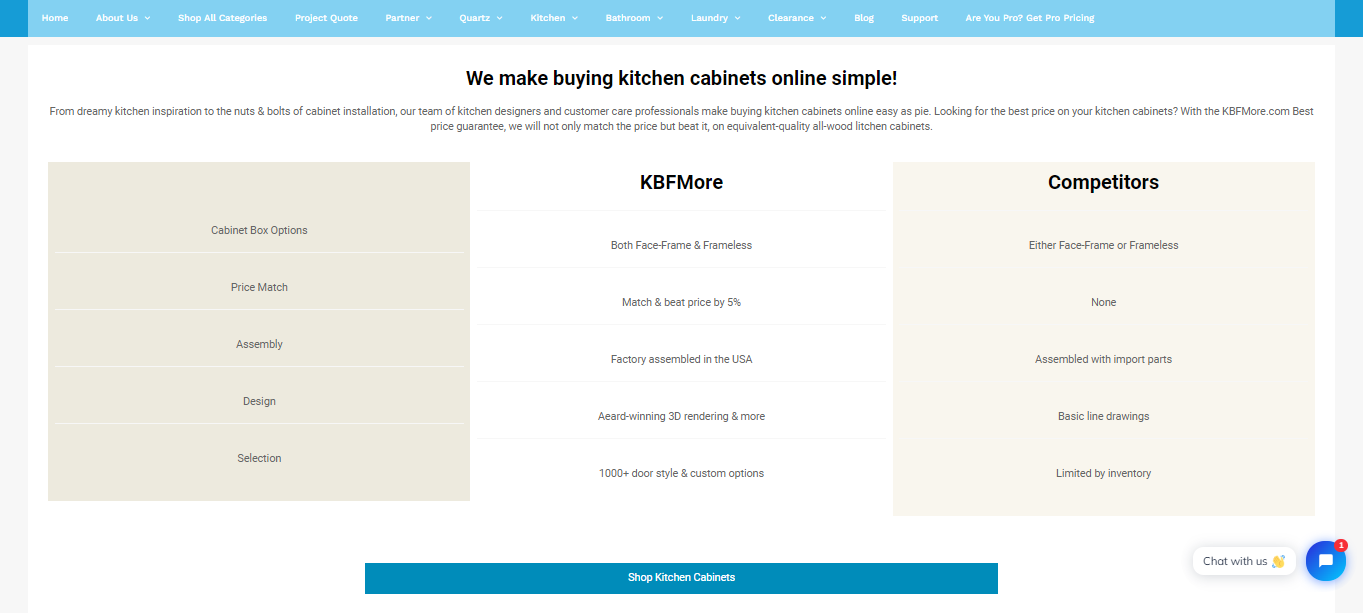 Home About Us Shop All Categories Project Quote Partner Quartz Kitchen Bathroom Laundry Clearance Blog Support Are You Pro? Get Pro Pricing
We make buying kitchen cabinets online simple!
From dreamy kitchen inspiration to the nuts & bolts of cabinet installation, our team of kitchen designers and customer care professionals make buying kitchen cabinets online easy as pie. Looking for the best price on your kitchen cabinets? With the KBFMore.com Best
price guarantee, we will not only match the price but beat it, on equivalent-quality all-wood litchen cabinets.
KBFMore Competitors
Cabinet Box Options Both Face-Frame & Frameless Either Face-Frame or Frameless
Price Match Match & beat price by 5% None
Assembly Factory assembled in the USA Assembled with import parts
Design Aeard-winning 3D rendering & more Basic line drawings
Selection 1000+ door style & custom options Limited by inventory
Chat with us 👋 1
Shop Kitchen Cabinets